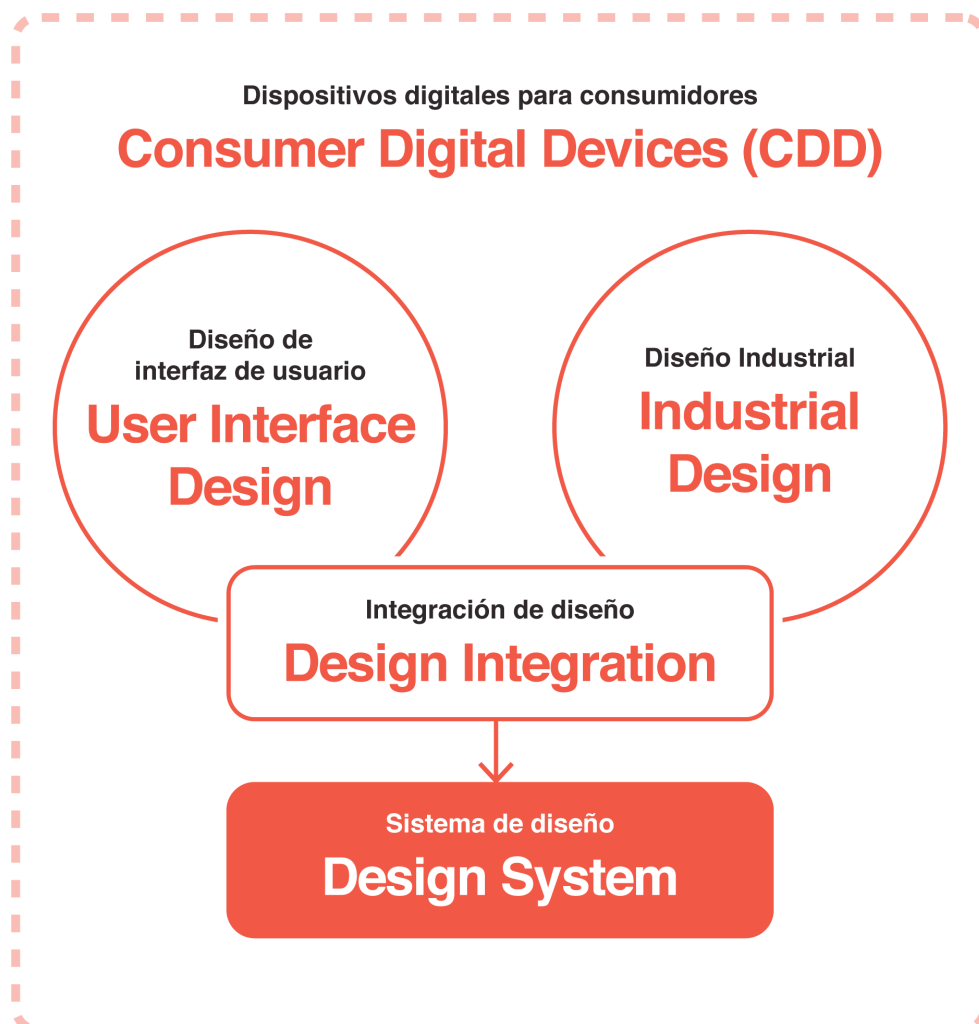 Dispositivos digitales para consumidores
Consumer Digital Devices (CDD)
Diseño de
interfaz de usuario
User Interface
Design
Diseño Industrial
Industrial
Design
Integración de diseño
Design Integration
Sistema de diseño
Design System